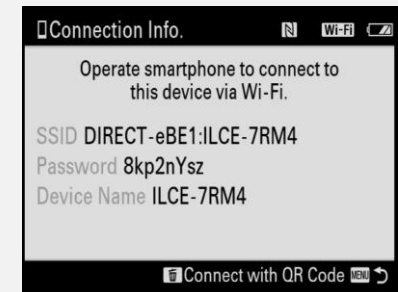 Connection Info. N Wi-Fi
Operate smartphone to connect to
this device via Wi-Fi.
SSID DIRECT-eBE1:ILCE-7RM4
Password 8kp2nYsz
Device Name ILCE-7RM4
Connect with QR Code MENU